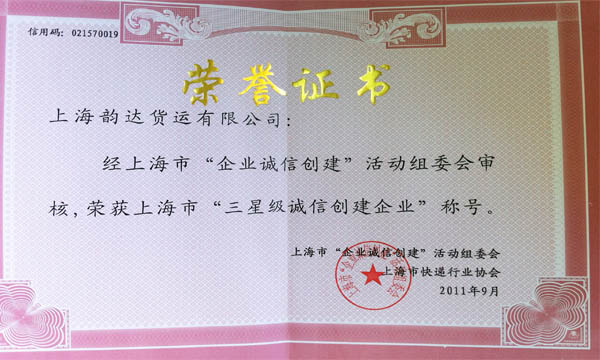 信用码：021570019
荣誉证书
上海韵达货运有限公司：
经上海市“企业诚信创建”活动组委会审
核，荣获上海市“三星级诚信创建企业”称号。
上海市“企业诚信创建”活动组委会
上海市快递行业协会
2011年9月